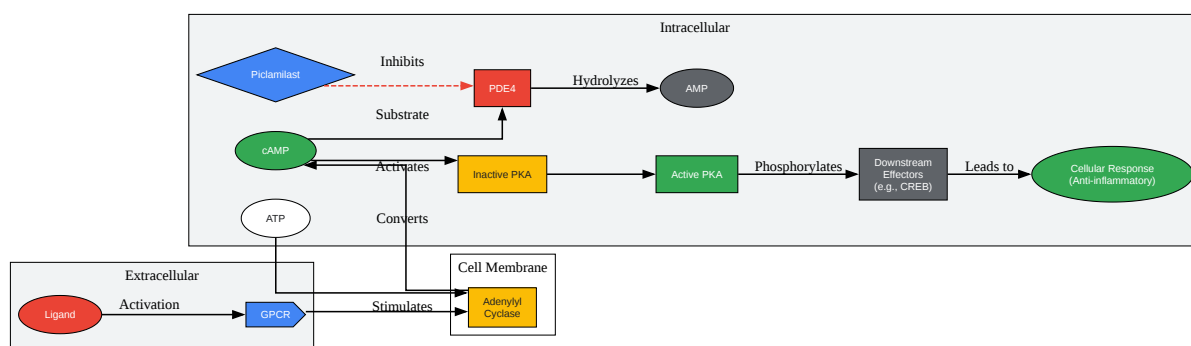 Intracellular
Piclamilast
Inhibits
PDE4
Hydrolyzes
AMP
Substrate
cAMP
Activates
Inactive PKA
Active PKA
Phosphorylates
Downstream
Effectors
(e.g., CREB)
Leads to
Cellular Response
(Anti-inflammatory)
ATP
Converts
Extracellular
Cell Membrane
Ligand
Activation
GPCR
Stimulates
Adenylyl
Cyclase